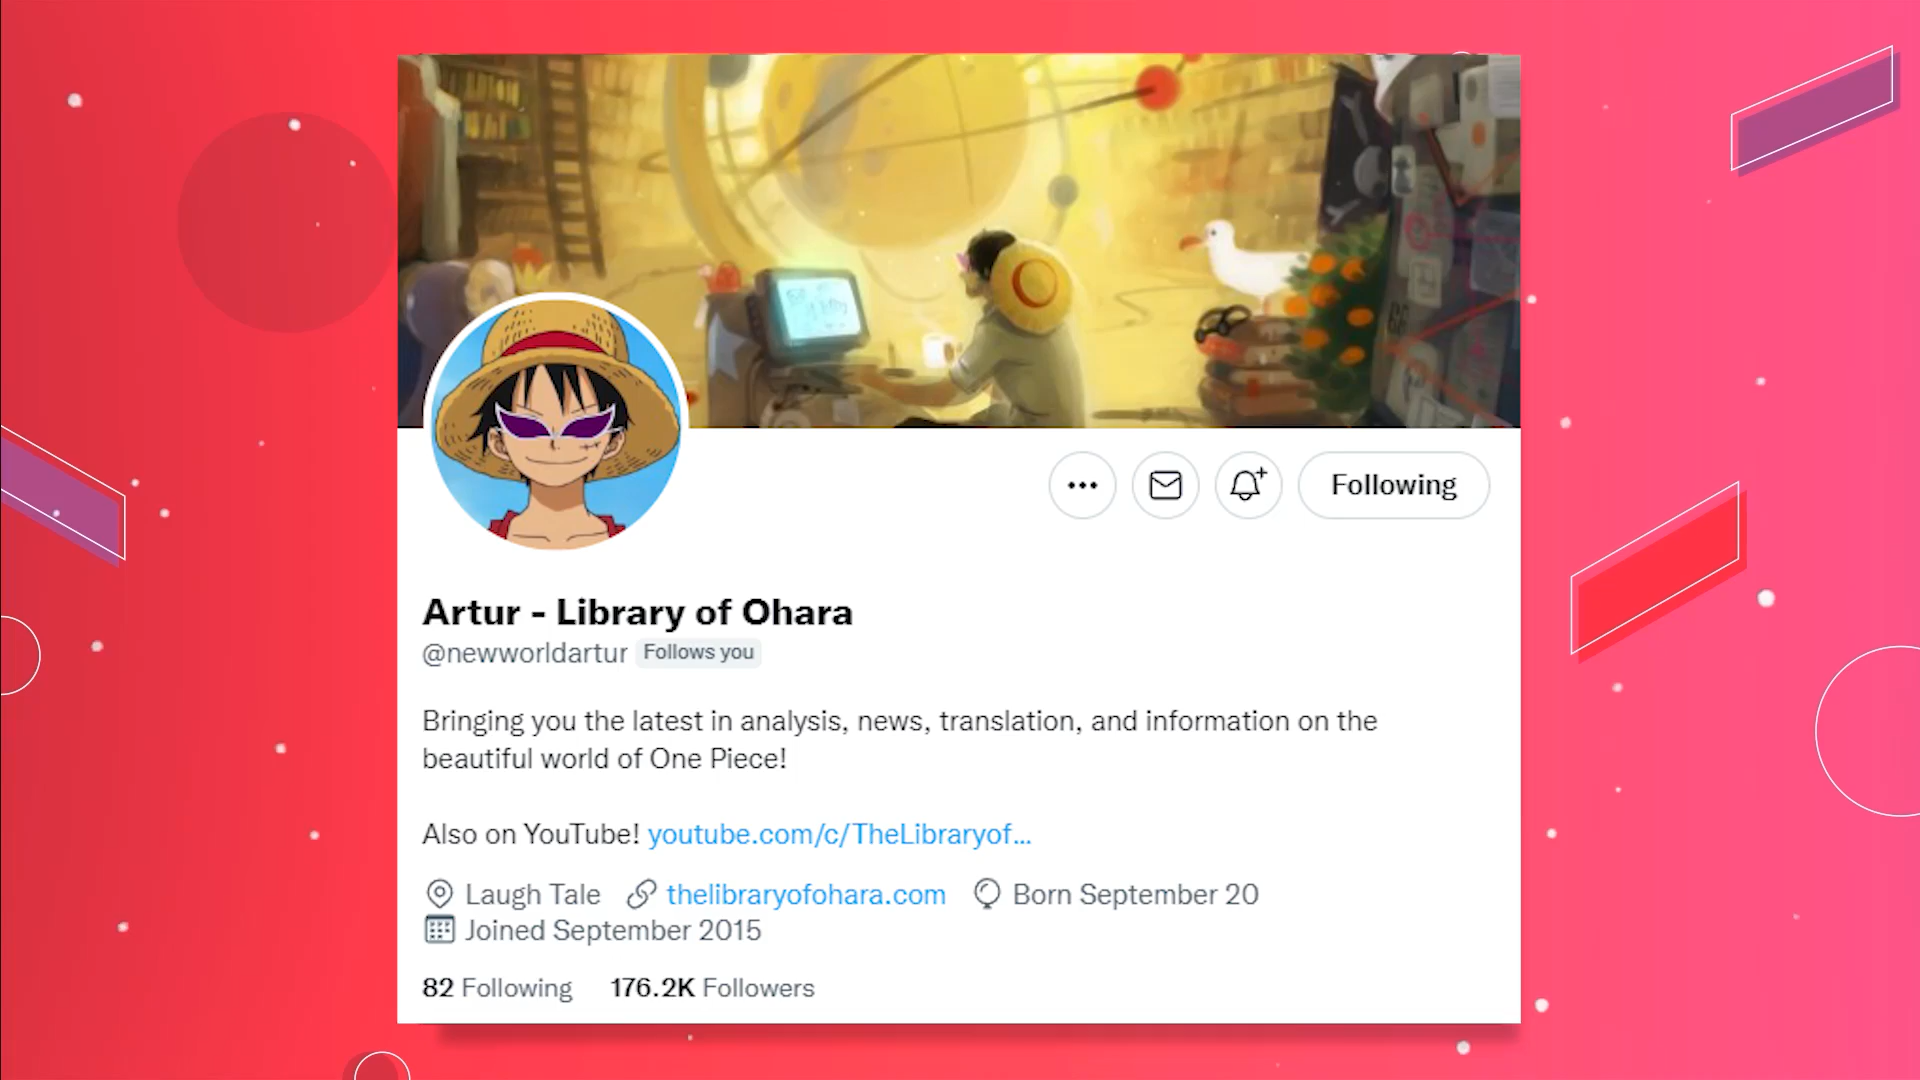 Following
Artur - Library of Ohara
@newworldartur Follows you
Bringing you the latest in analysis, news, translation, and information on the
beautiful world of One Piece!
Also on YouTube! youtube.com/c/TheLibraryof...
Laugh Tale thelibraryofohara.com Born September 20
Joined September 2015
82 Following 176.2K Followers